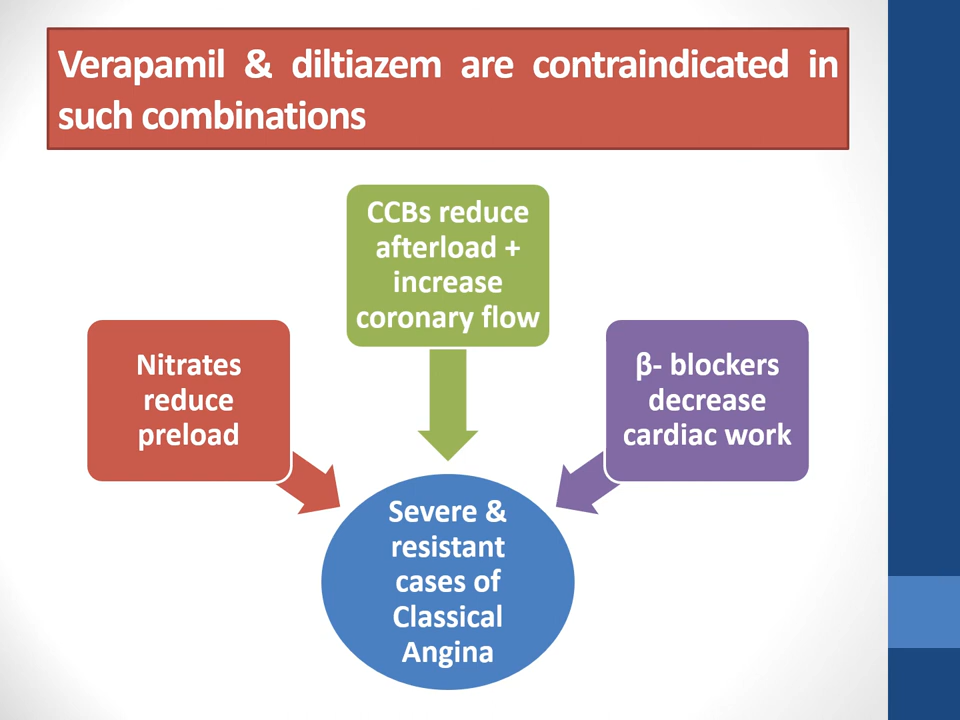 Verapamil & diltiazem are contraindicated in
such combinations
CCBs reduce
afterload +
increase
coronary flow
Nitrates
reduce
preload
β- blockers
decrease
cardiac work
Severe &
resistant
cases of
Classical
Angina